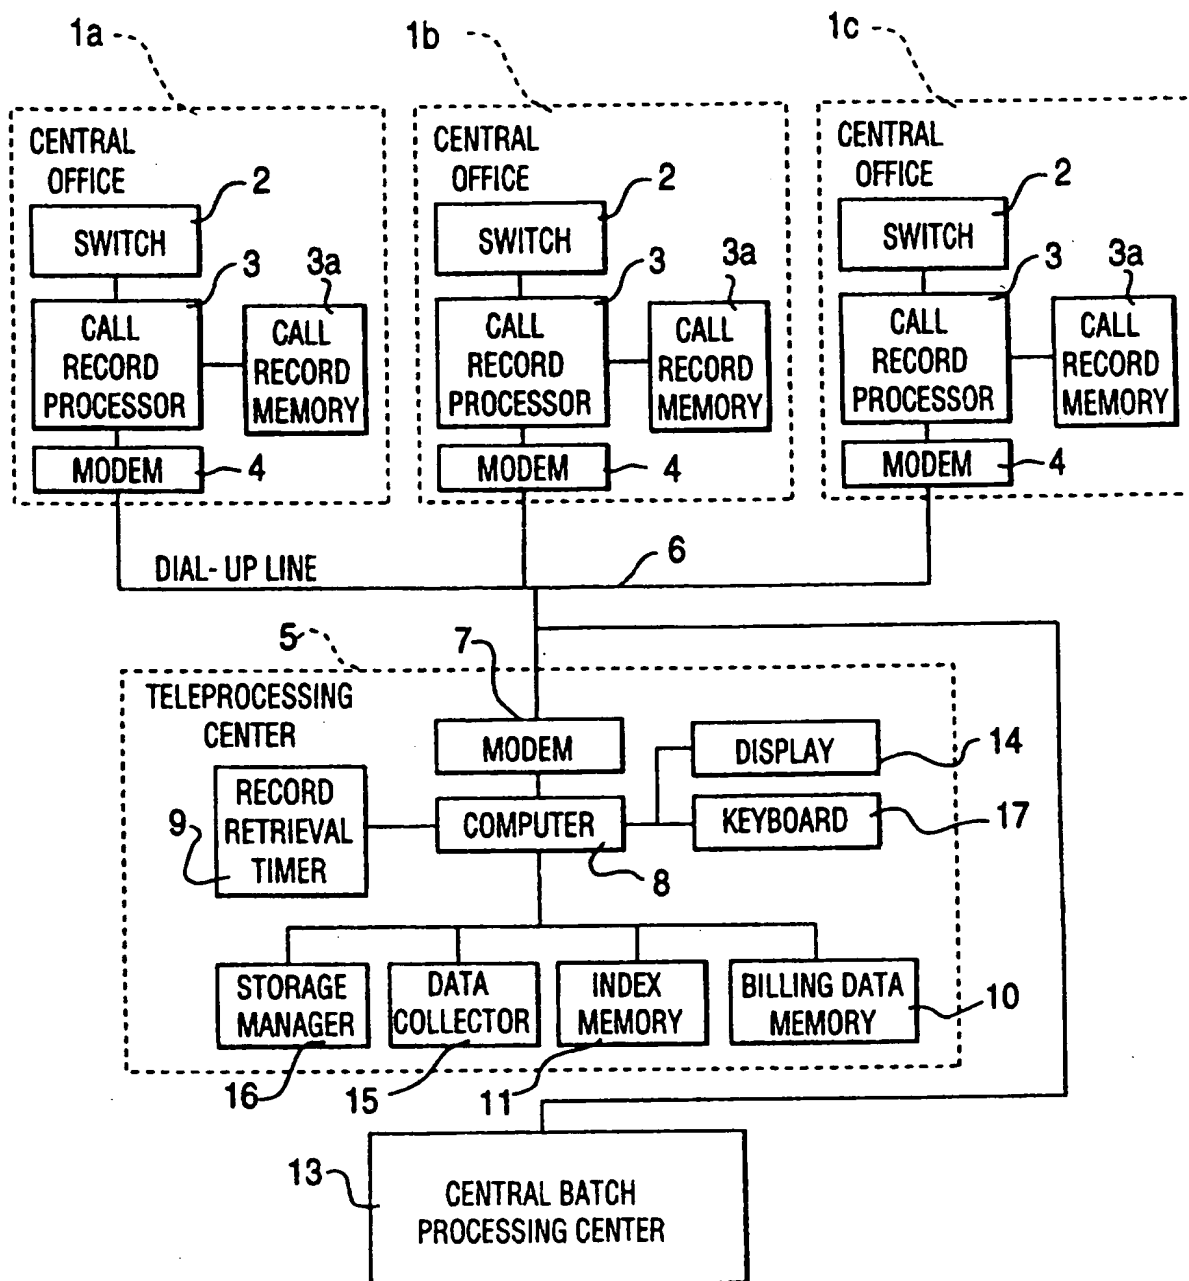 1a
1b
1c
CENTRAL
OFFICE
2
SWITCH
3
3a
CALL
RECORD
PROCESSOR
CALL
RECORD
MEMORY
MODEM
4
CENTRAL
OFFICE
2
SWITCH
3
3a
CALL
RECORD
PROCESSOR
CALL
RECORD
MEMORY
MODEM
4
CENTRAL
OFFICE
2
SWITCH
3
3a
CALL
RECORD
PROCESSOR
CALL
RECORD
MEMORY
MODEM
4
DIAL- UP LINE
6
5
7
TELEPROCESSING
CENTER
MODEM
DISPLAY
14
RECORD
RETRIEVAL
TIMER
9
COMPUTER
8
KEYBOARD
17
STORAGE
MANAGER
16
DATA
COLLECTOR
15
INDEX
MEMORY
11
BILLING DATA
MEMORY
10
13
CENTRAL BATCH
PROCESSING CENTER